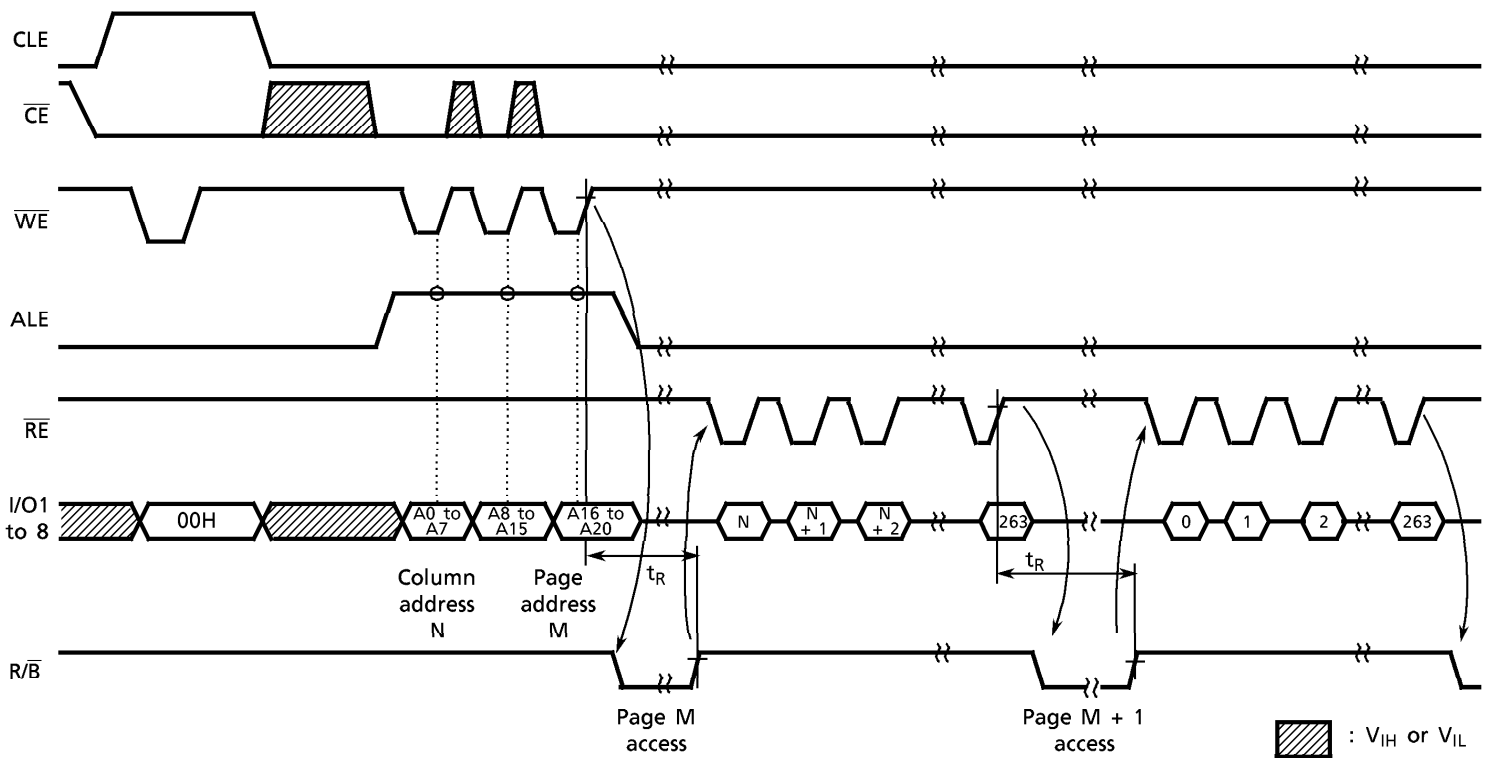 CLE
CE
WE
ALE
RE
I/O1
to 8
00H
A0 to
A7
A8 to
A15
A16 to
A20
N
N
+ 1
N
+ 2
263
0
1
2
263
tR
tR
Column
address
N
Page
address
M
R/B
Page M
access
Page M + 1
access
: VIH or VIL